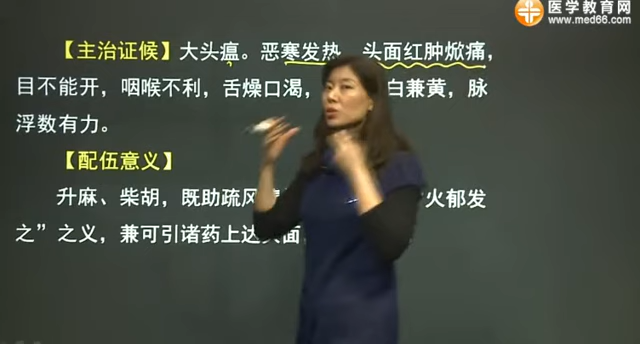 医学教育网
www.med66.com
【主治证候】大头瘟。恶寒发热，头面红肿焮痛，
目不能开，咽喉不利，舌燥口渴， 白兼黄，脉
浮数有力。
【配伍意义】
升麻、柴胡，既助疏风 火郁发
之”之义，兼可引诸药上达头面，